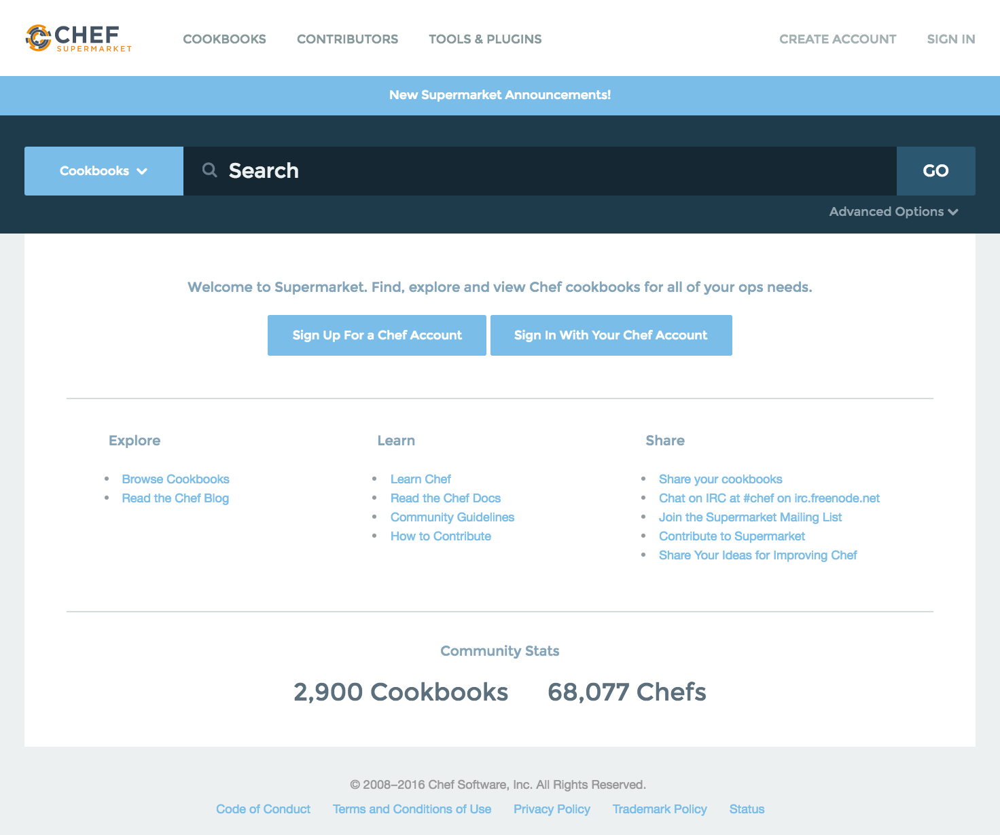 CHEF
SUPERMARKET
COOKBOOKS CONTRIBUTORS TOOLS & PLUGINS CREATE ACCOUNT SIGN IN
New Supermarket Announcements!
Cookbooks Search GO
Advanced Options
Welcome to Supermarket. Find, explore and view Chef cookbooks for all of your ops needs.
Sign Up For a Chef Account Sign In With Your Chef Account
Explore
• Browse Cookbooks
• Read the Chef Blog
Learn
• Learn Chef
• Read the Chef Docs
• Community Guidelines
• How to Contribute
Share
• Share your cookbooks
• Chat on IRC at #chef on irc.freenode.net
• Join the Supermarket Mailing List
• Contribute to Supermarket
• Share Your Ideas for Improving Chef
Community Stats
2,900 Cookbooks 68,077 Chefs
© 2008–2016 Chef Software, Inc. All Rights Reserved.
Code of Conduct Terms and Conditions of Use Privacy Policy Trademark Policy Status